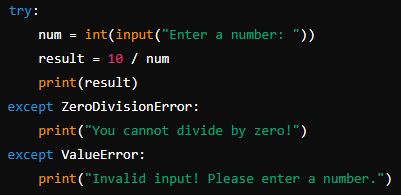 try:
    num = int(input("Enter a number: "))
    result = 10 / num
    print(result)
except ZeroDivisionError:
    print("You cannot divide by zero!")
except ValueError:
    print("Invalid input! Please enter a number.")